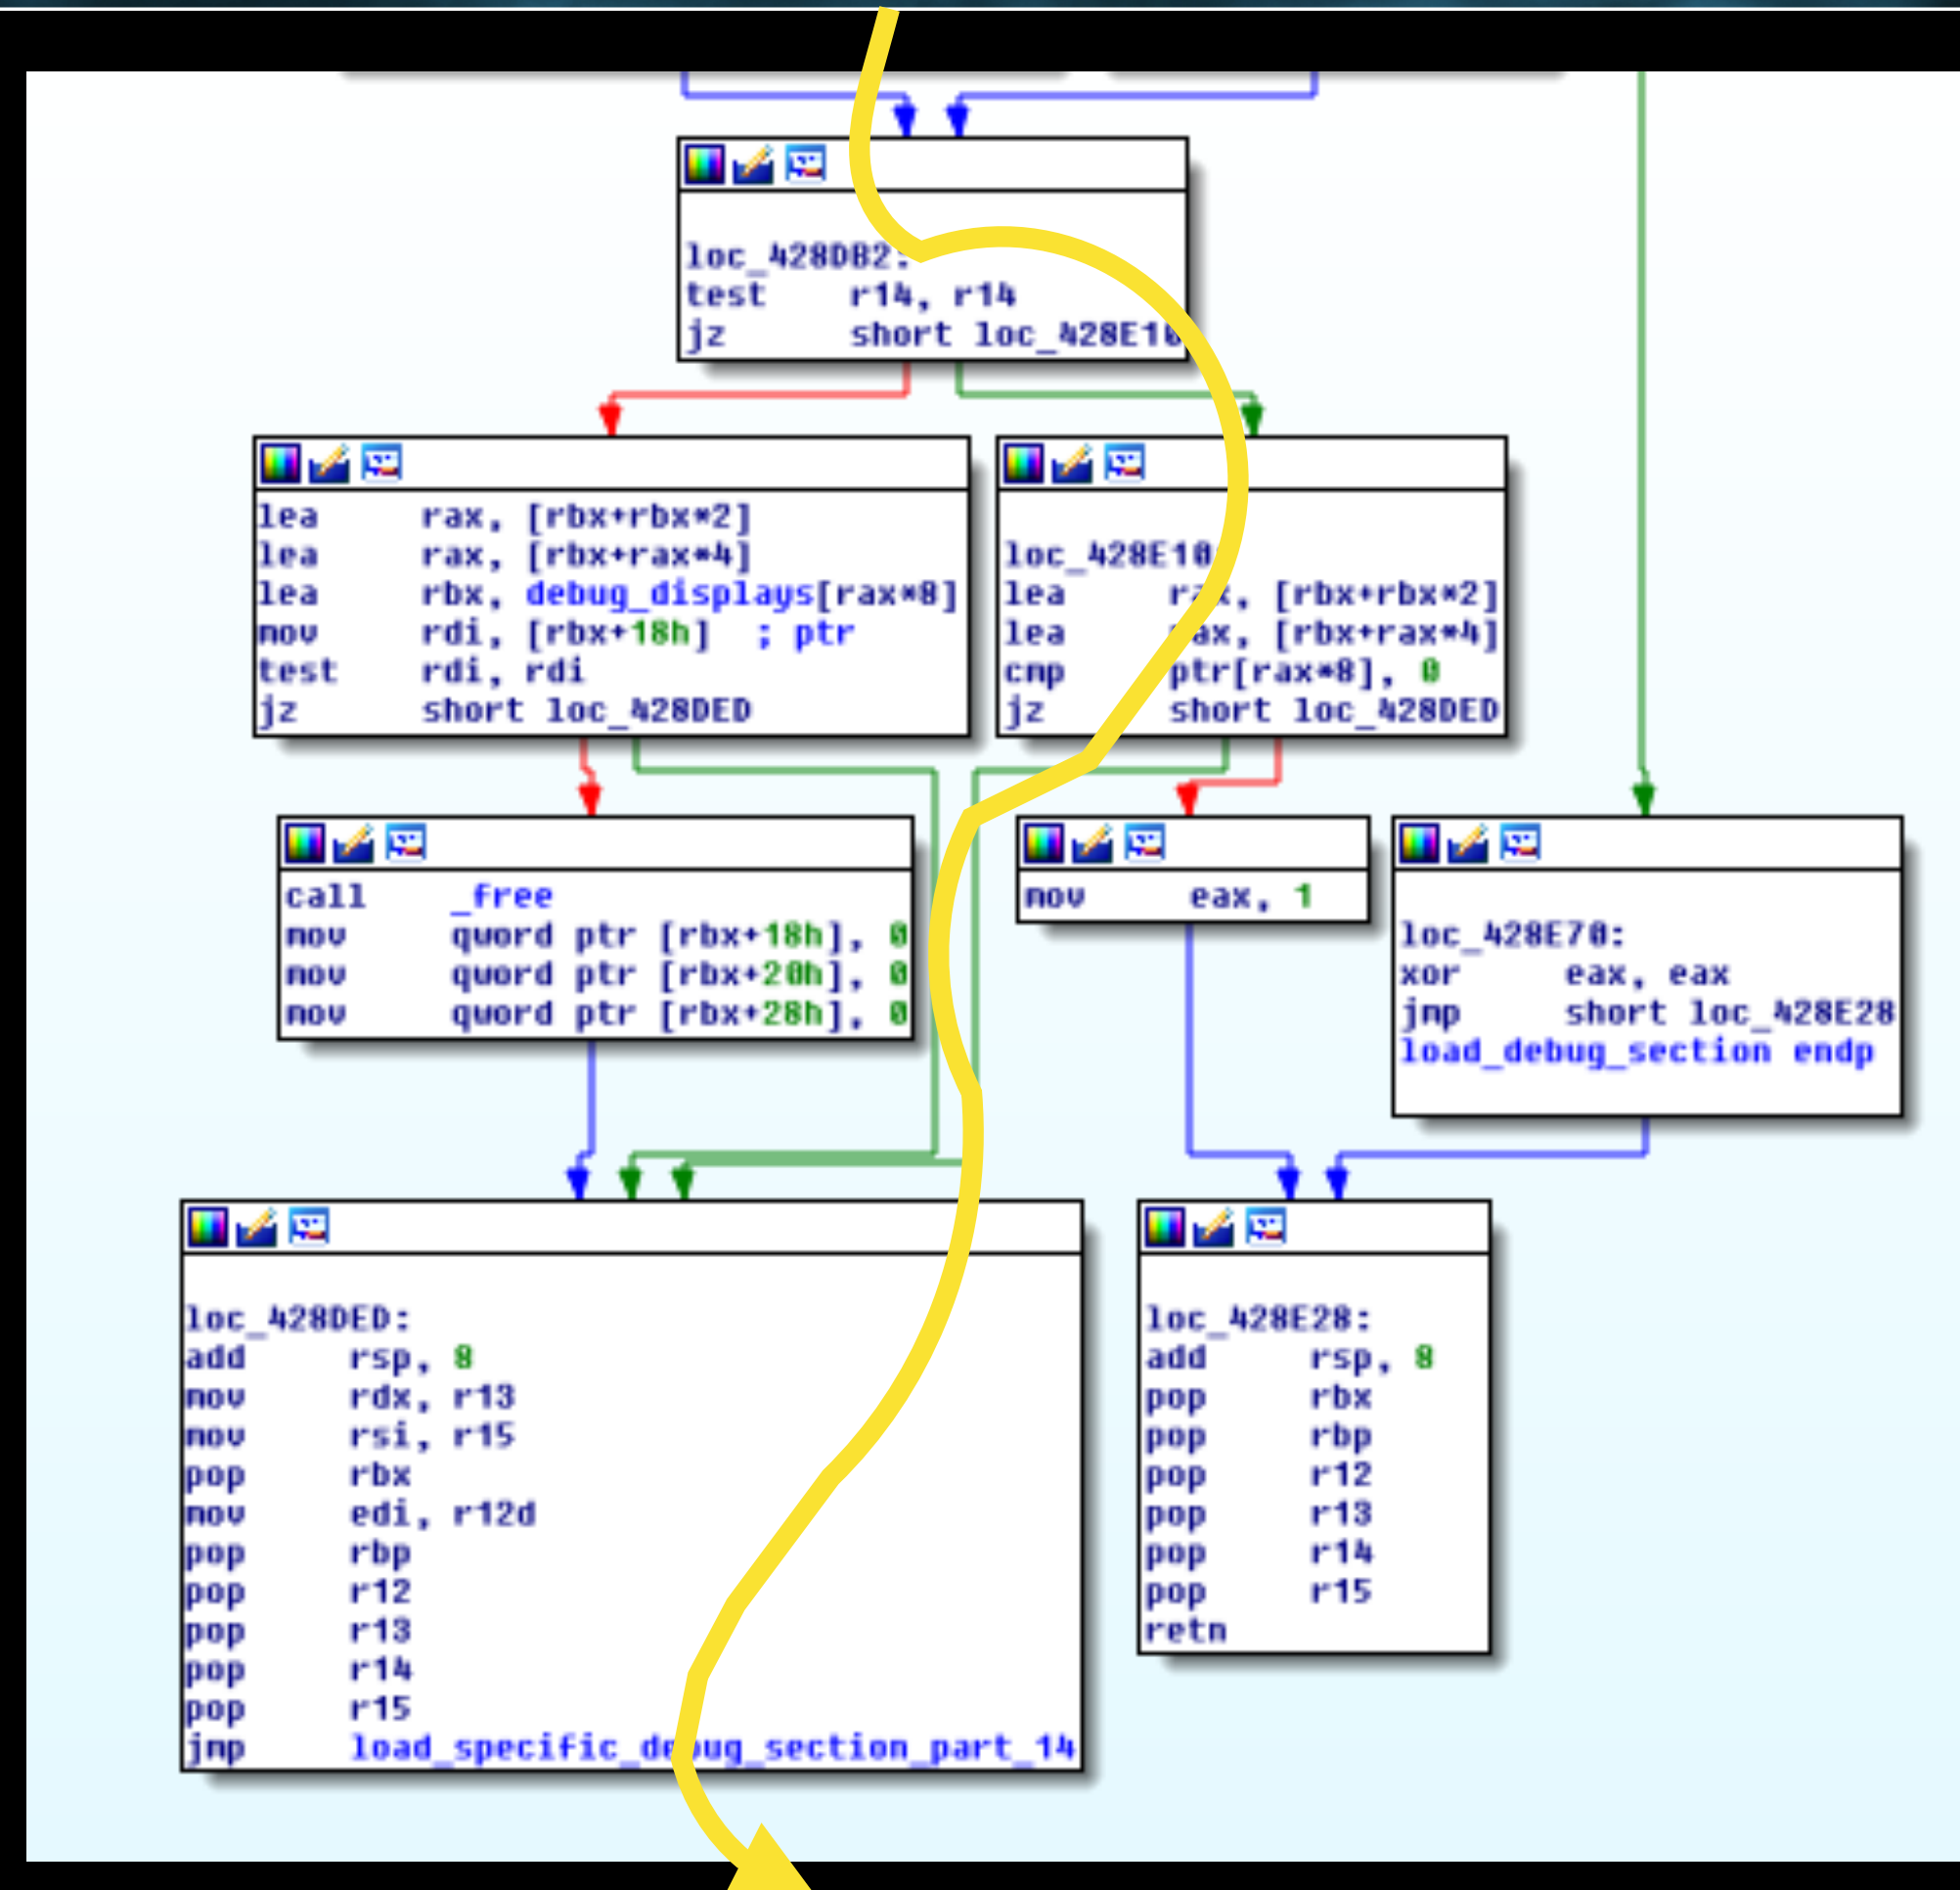 loc_428DB2:
test r14, r14
jz short loc_428E10
lea rax, [rbx+rbx*2]
lea rax, [rbx+rax*4]
lea rbx, debug_displays[rax*8]
mov rdi, [rbx+18h] ; ptr
test rdi, rdi
jz short loc_428DED
loc_428E10
lea rax, [rbx+rbx*2]
lea rax, [rbx+rax*4]
cmp ptr[rax*8], 0
jz short loc_428DED
call _free
mov qword ptr [rbx+18h], 0
mov qword ptr [rbx+20h], 0
mov qword ptr [rbx+28h], 0
mov eax, 1
loc_428E70:
xor eax, eax
jmp short loc_428E28
load_debug_section endp
loc_428DED:
add rsp, 8
mov rdx, r13
mov rsi, r15
pop rbx
mov edi, r12d
pop rbp
pop r12
pop r13
pop r14
pop r15
jmp load_specific_debug_section_part_14
loc_428E28:
add rsp, 8
pop rbx
pop rbp
pop r12
pop r13
pop r14
pop r15
retn